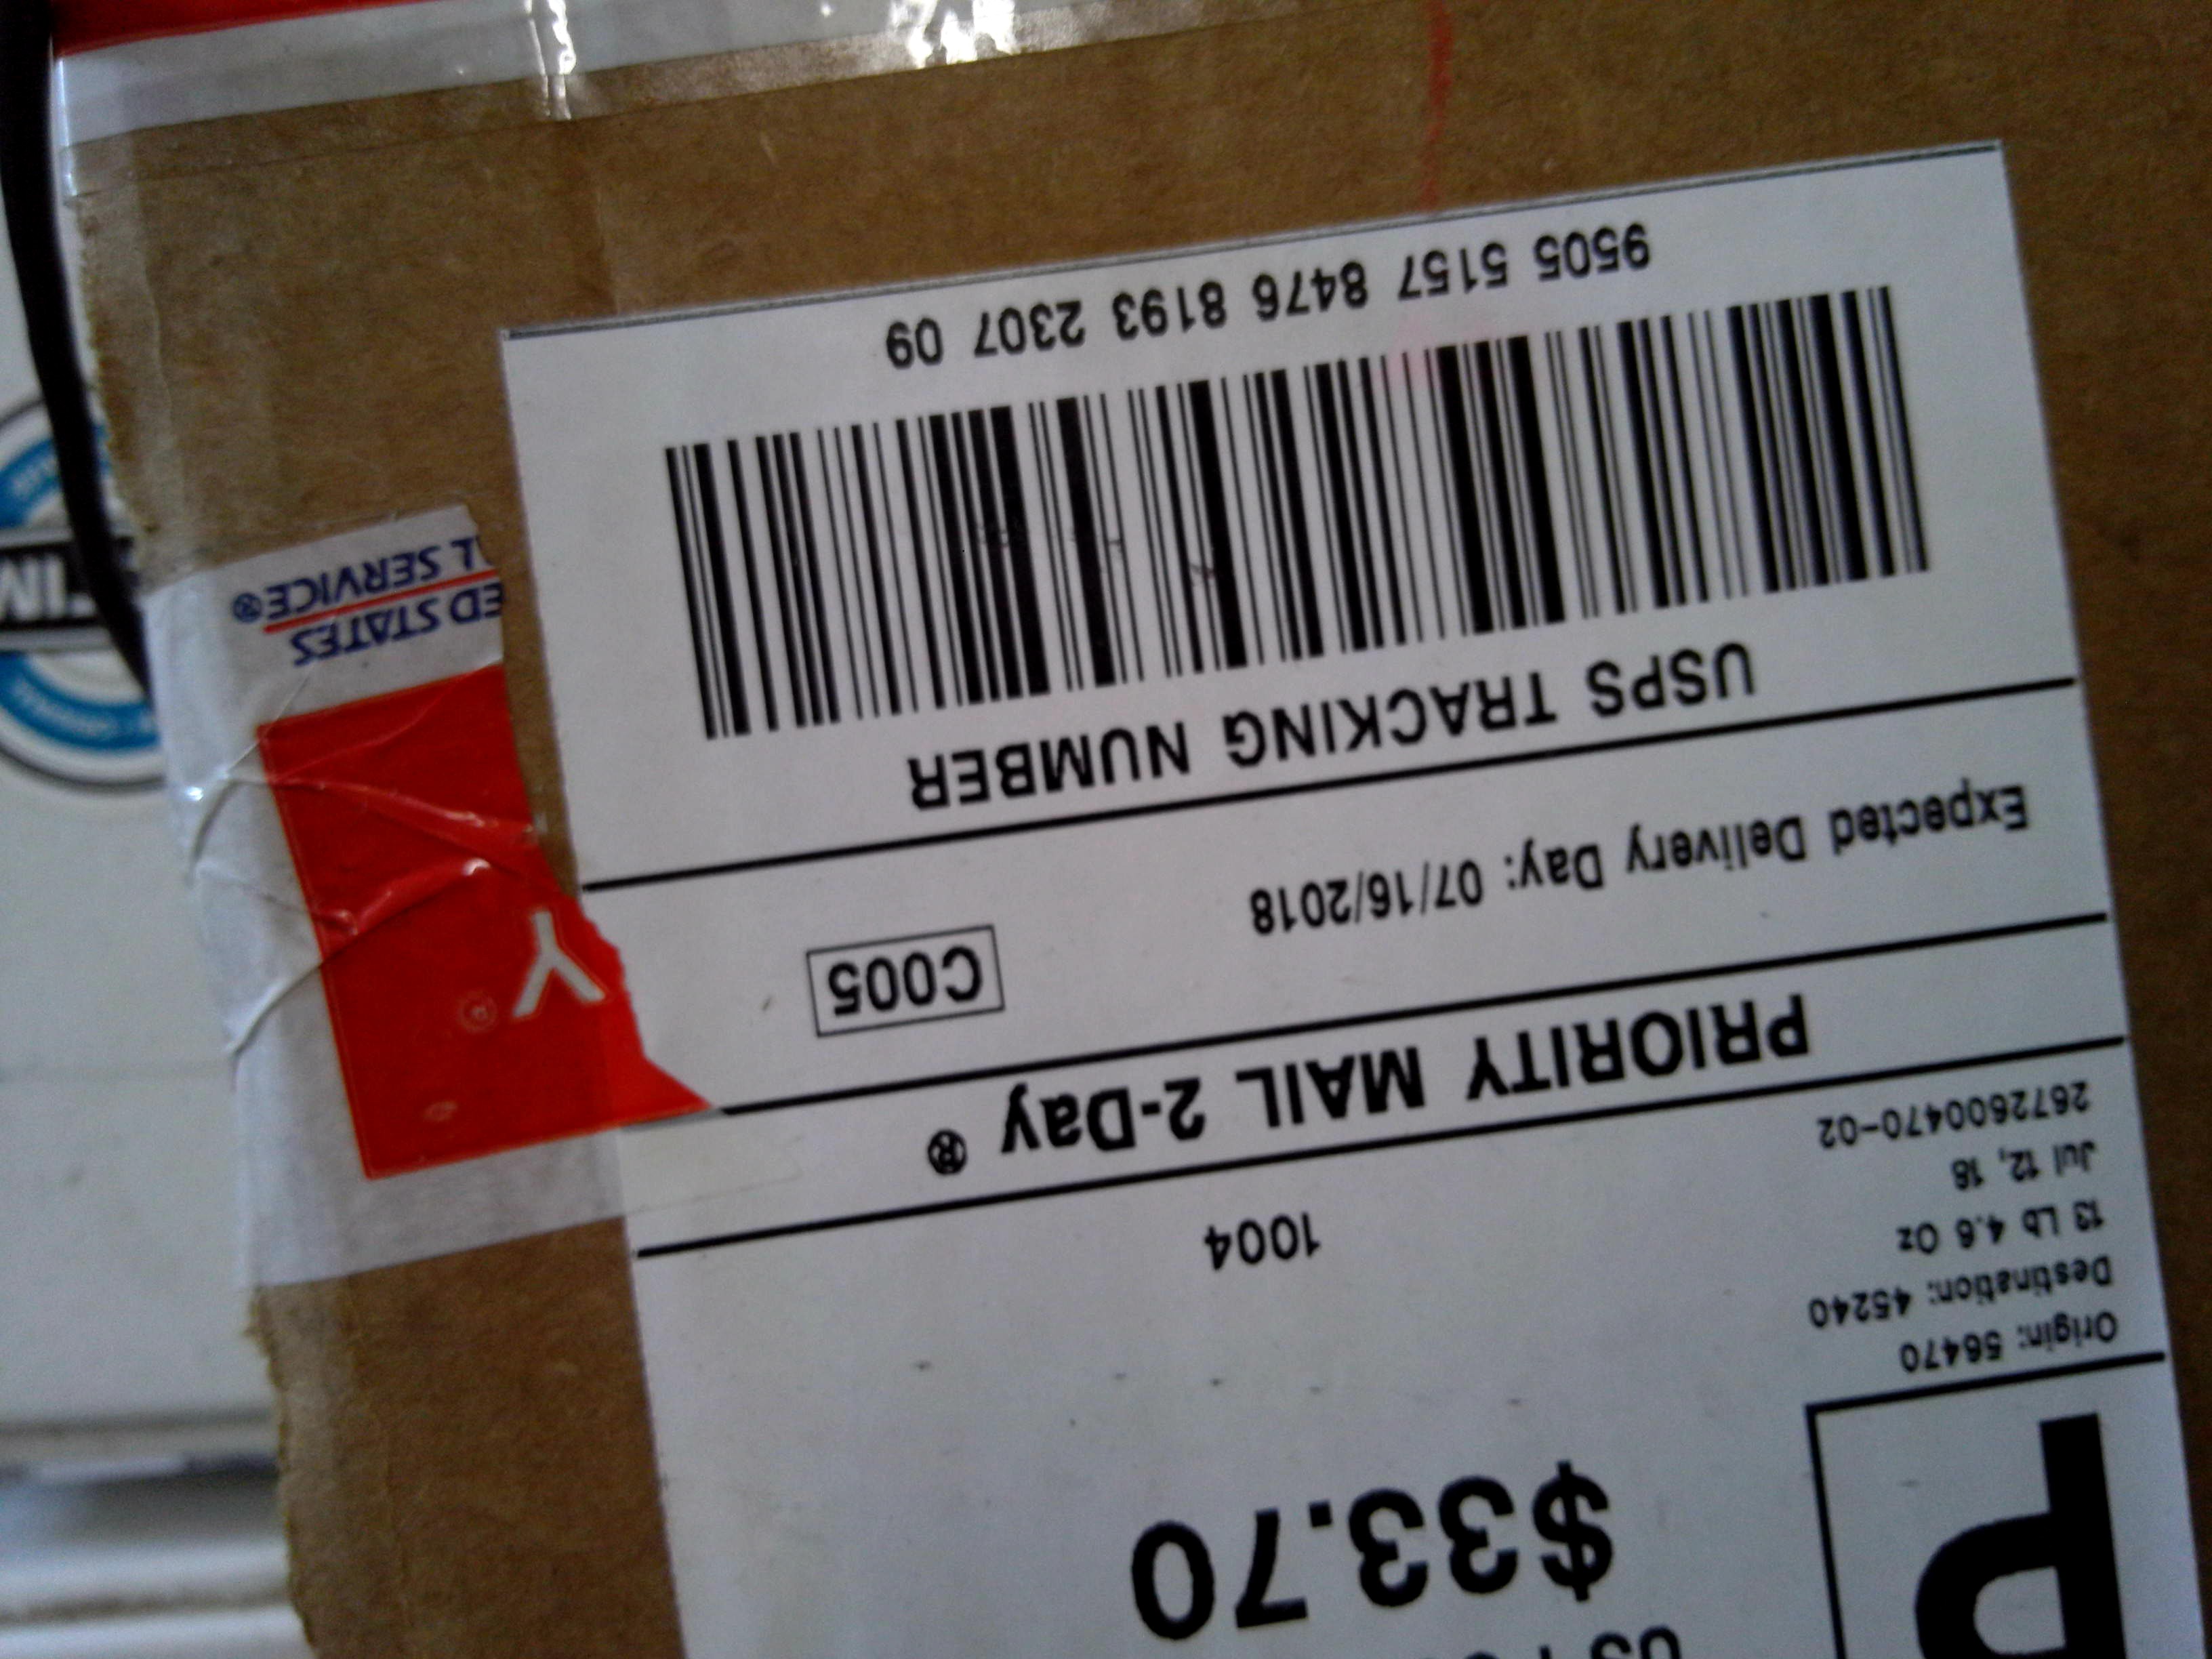 P
US PO
$33.70
Origin: 56470
Destination: 45240
13 Lb 4.6 Oz
Jul 12, 18
2672600470-02
1004
PRIORITY MAIL 2-Day ®
Expected Delivery Day: 07/16/2018
C005
USPS TRACKING NUMBER
9505 5157 8476 8193 2307 09
Y®
ED STATES
L SERVICE®